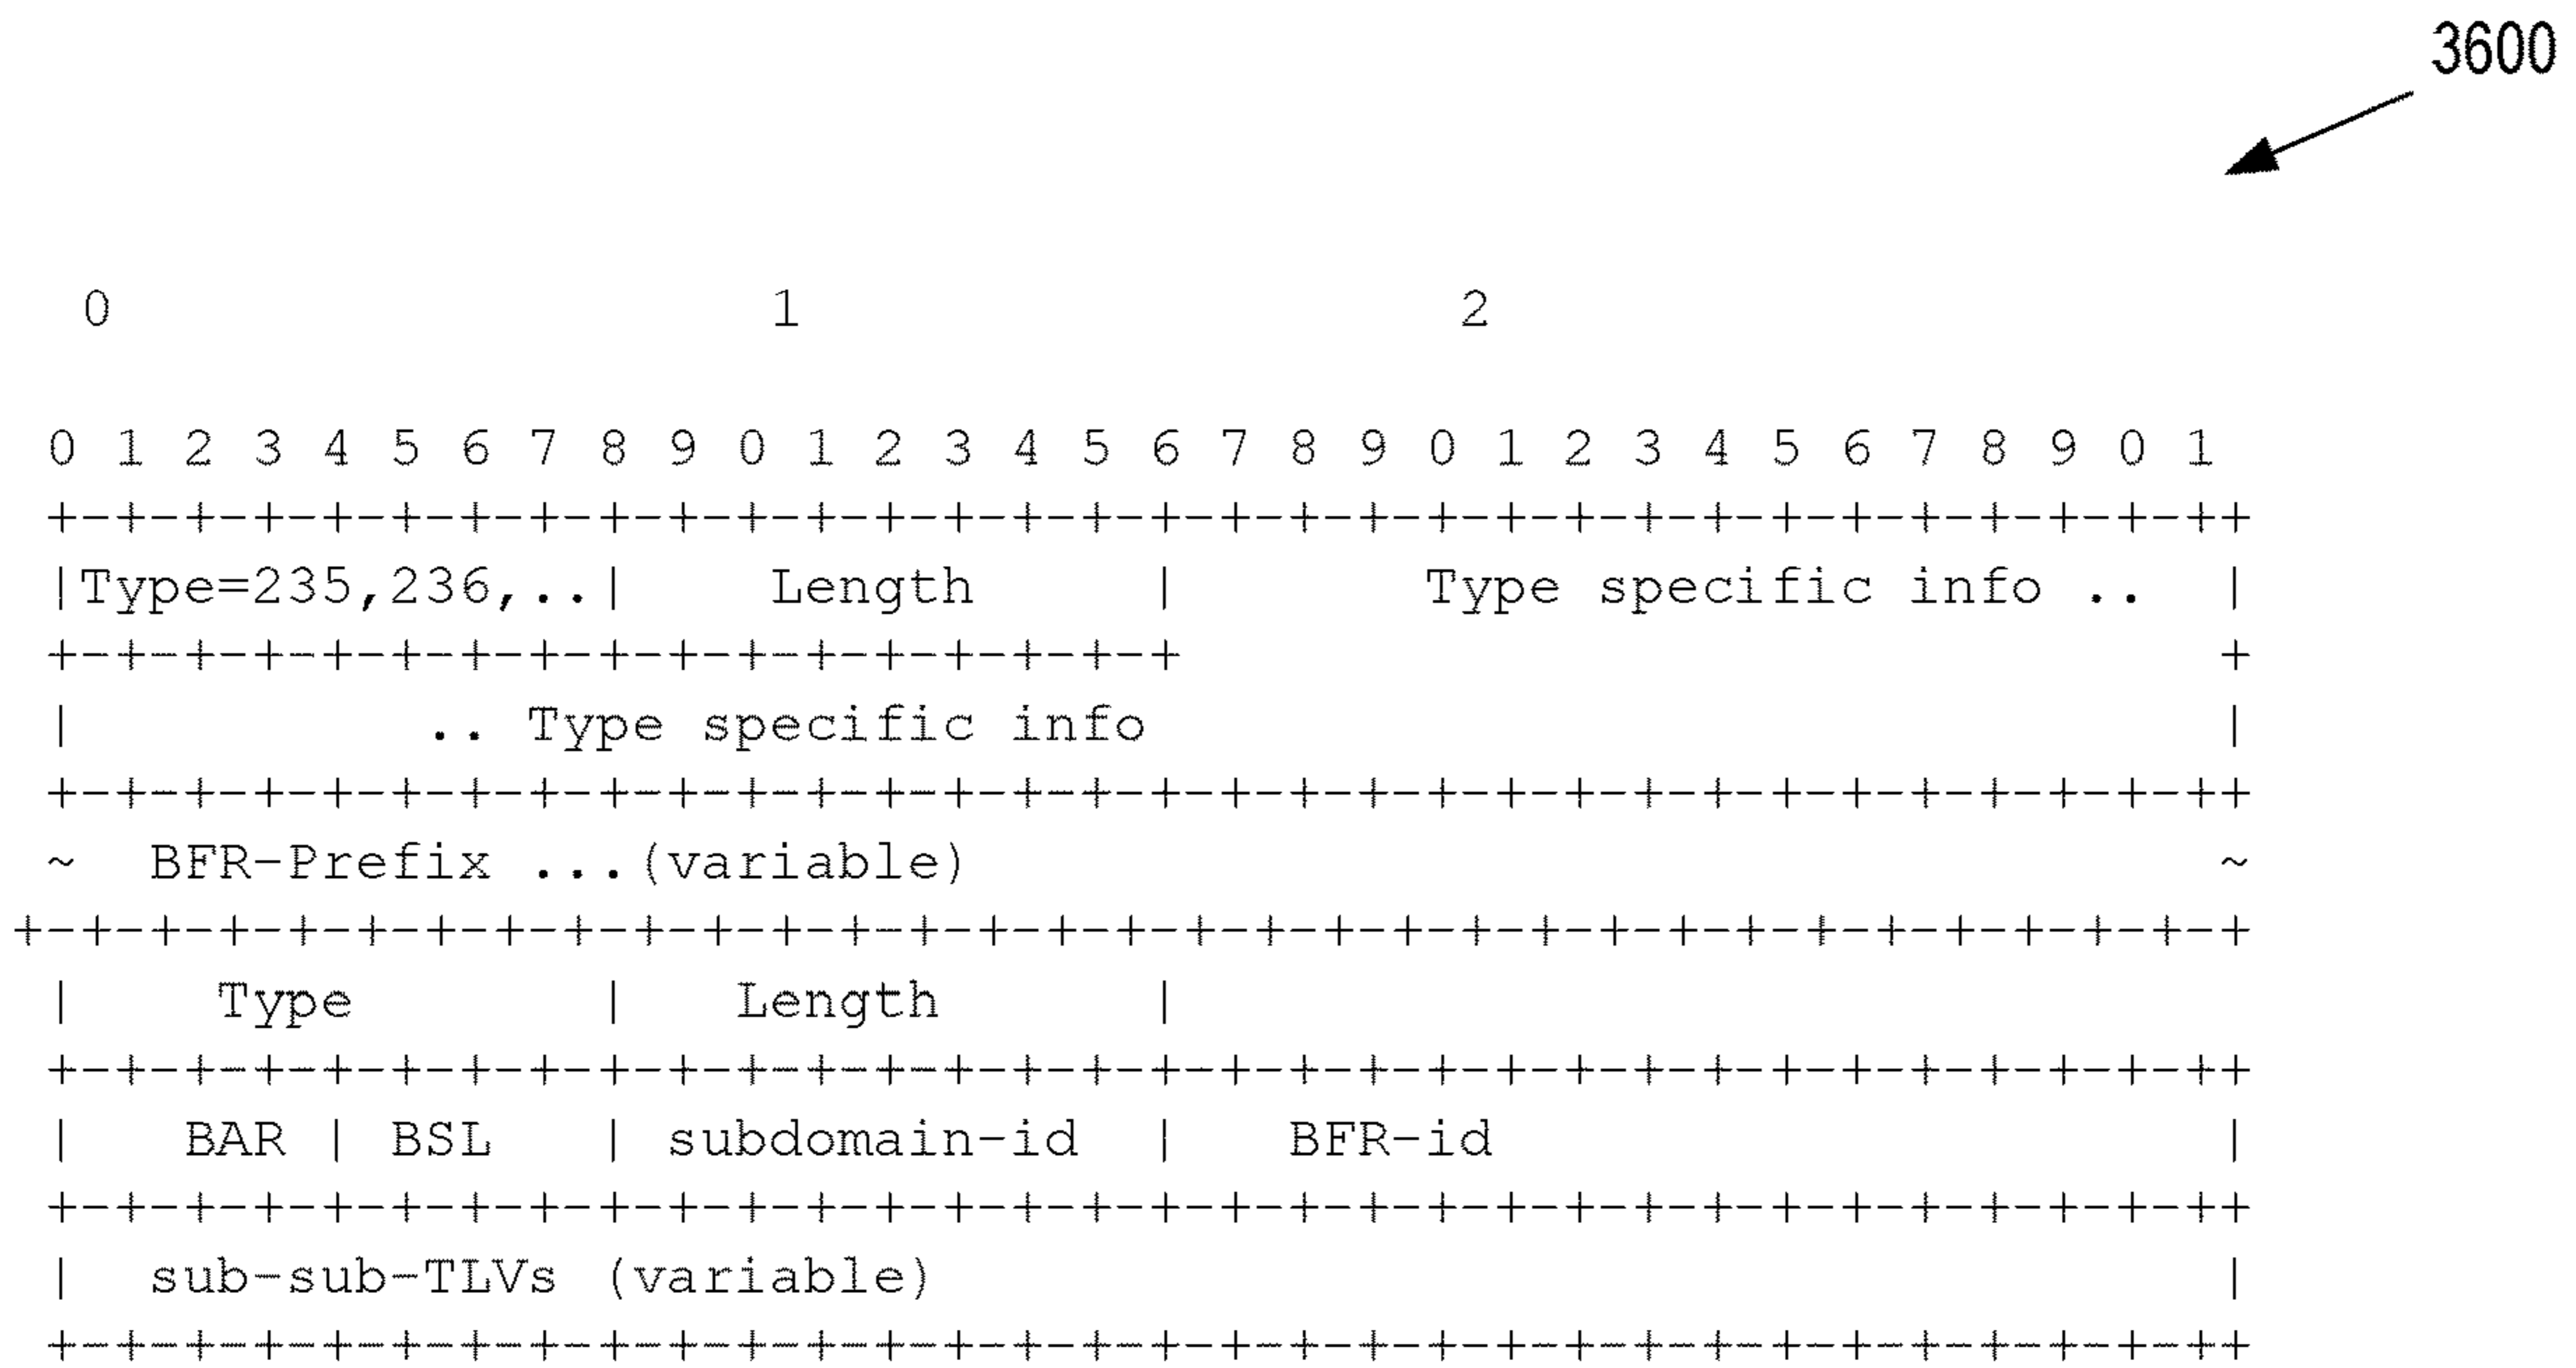 3600
 0                   1                   2
 0 1 2 3 4 5 6 7 8 9 0 1 2 3 4 5 6 7 8 9 0 1 2 3 4 5 6 7 8 9 0 1
 +-+-+-+-+-+-+-+-+-+-+-+-+-+-+-+-+-+-+-+-+-+-+-+-+-+-+-+-+-+-+-++
 |Type=235,236,..|    Length     |       Type specific info ..  |
 +-+-+-+-+-+-+-+-+-+-+-+-+-+-+-+-+                              +
 |          .. Type specific info                               |
 +-+-+-+-+-+-+-+-+-+-+-+-+-+-+-+-+-+-+-+-+-+-+-+-+-+-+-+-+-+-+-++
 ~  BFR-Prefix ...(variable)                                    ~
+-+-+-+-+-+-+-+-+-+-+-+-+-+-+-+-+-+-+-+-+-+-+-+-+-+-+-+-+-+-+-+-+
 |    Type       |   Length      |
 +-+-+-+-+-+-+-+-+-+-+-+-+-+-+-+-+-+-+-+-+-+-+-+-+-+-+-+-+-+-+-++
 |   BAR | BSL   | subdomain-id  |   BFR-id                     |
 +-+-+-+-+-+-+-+-+-+-+-+-+-+-+-+-+-+-+-+-+-+-+-+-+-+-+-+-+-+-+-++
 |  sub-sub-TLVs (variable)                                     |
 +-+-+-+-+-+-+-+-+-+-+-+-+-+-+-+-+-+-+-+-+-+-+-+-+-+-+-+-+-+-+-++